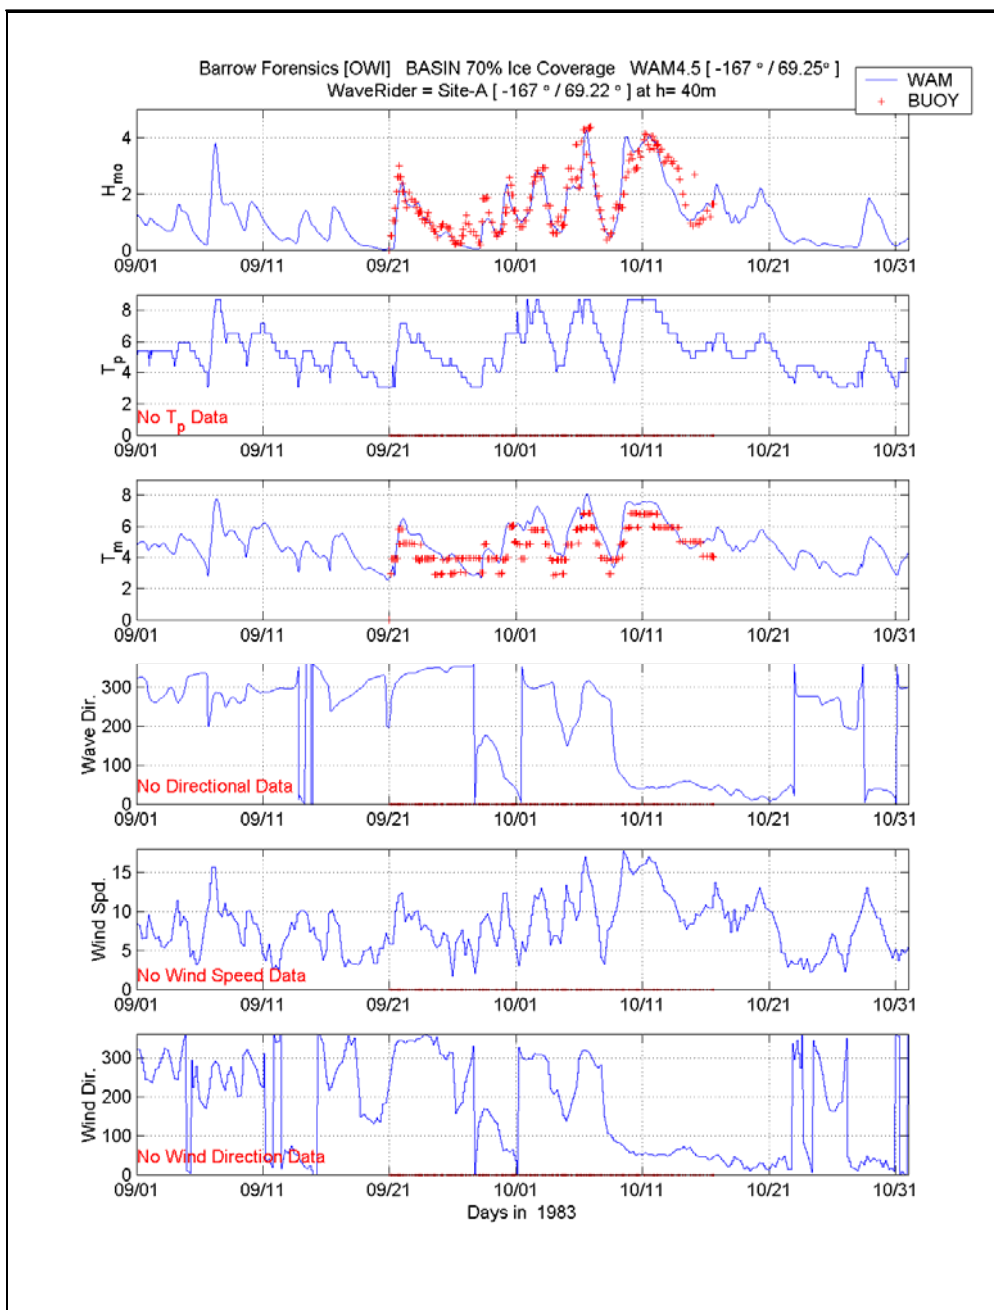 Barrow Forensics [OWI] BASIN 70% Ice Coverage WAM4.5 [ -167 ° / 69.25° ]
WaveRider = Site-A [ -167 ° / 69.22 ° ] at h= 40m
WAM
BUOY
H mo
4
2
0
09/01 09/11 09/21 10/01 10/11 10/21 10/31
T p
8
6
4
2
0
No T p Data
09/01 09/11 09/21 10/01 10/11 10/21 10/31
T m
8
6
4
2
0
09/01 09/11 09/21 10/01 10/11 10/21 10/31
Wave Dir.
300
200
100
0
No Directional Data
09/01 09/11 09/21 10/01 10/11 10/21 10/31
Wind Spd.
15
10
5
0
No Wind Speed Data
09/01 09/11 09/21 10/01 10/11 10/21 10/31
Wind Dir.
300
200
100
0
No Wind Direction Data
09/01 09/11 09/21 10/01 10/11 10/21 10/31
Days in 1983